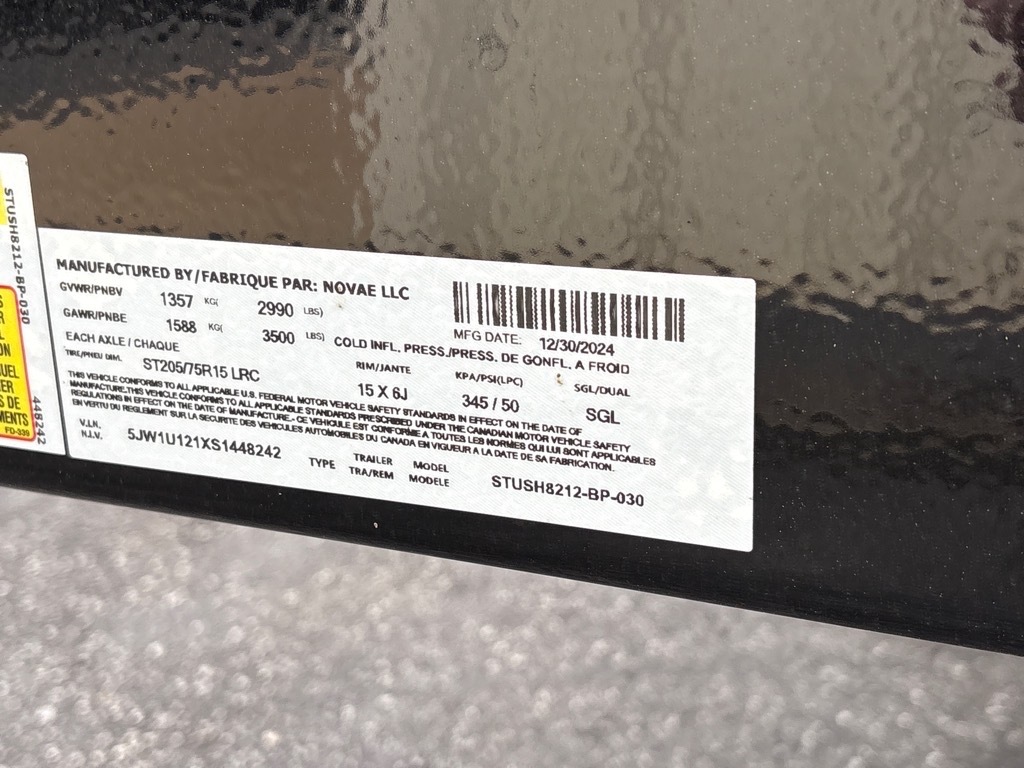 STUSH8212-BP-030
448242
FD-339
MANUFACTURED BY/FABRIQUE PAR: NOVAE LLC
GVWR/PNBV 1357 KG( 2990 LBS)
GAWR/PNBE 1588 KG( 3500 LBS)
MFG DATE: 12/30/2024
EACH AXLE / CHAQUE
COLD INFL. PRESS./PRESS. DE GONFL. A FROID
TIRE/PNEU DIM. RIM/JANTE KPA/PSI(LPC) SGL/DUAL
ST205/75R15 LRC 15 X 6J 345 / 50 SGL
THIS VEHICLE CONFORMS TO ALL APPLICABLE U.S. FEDERAL MOTOR VEHICLE SAFETY STANDARDS IN EFFECT ON THE DATE OF
MANUFACTURE.THIS VEHICLE CONFORMS TO ALL APPLICABLE STANDARDS PRESCRIBED UNDER THE CANADIAN MOTOR VEHICLE SAFETY
REGULATIONS IN EFFECT ON THE DATE OF MANUFACTURE.- CE VEHICULE EST CONFORME A TOUTES LES NORMES QUI LUI SONT APPLICABLES
EN VERTU DU REGLEMENT SUR LA SECURITE DES VEHICULES AUTOMOBILES DU CANADA EN VIGUEUR A LA DATE DE SA FABRICATION.
V.I.N. 5JW1U121XS1448242
N.I.V.
TYPE TRAILER MODEL STUSH8212-BP-030
TRA/REM MODELE